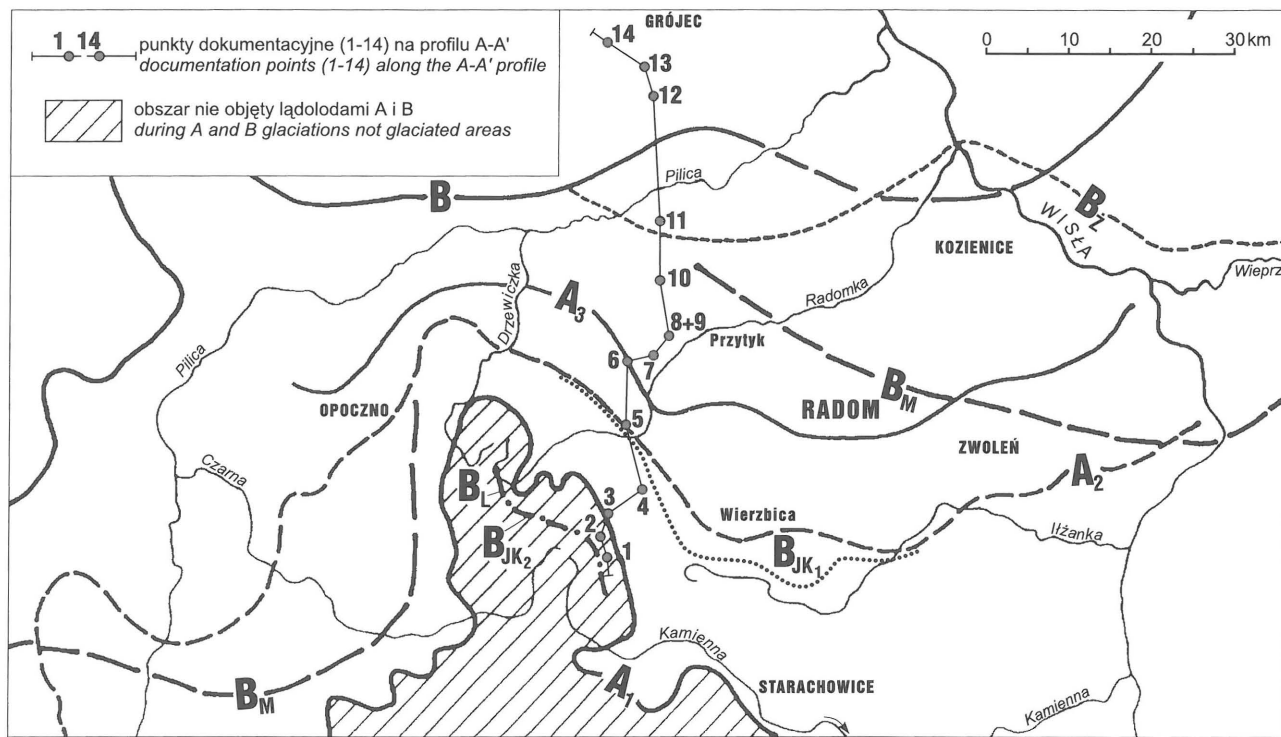 1 14
punkty dokumentacyjne (1-14) na profilu A-A'
documentation points (1-14) along the A-A' profile
obszar nie objęty lądolodami A i B
during A and B glaciations not glaciated areas
GRÓJEC
0 10 20 30 km
14
13
12
Pilica
B
B Ż
WISŁA
11
KOZIENICE
Wieprz
Drzewiczka
10
A3
Radomka
8+9
Przytyk
Pilica
6
7
BM
OPOCZNO
RADOM
5
ZWOLEŃ
A2
Czarna
BL
4
3
Wierzbica
Iłżanka
2
BJK2
BJK1
1
Kamienna
A1
BM
STARACHOWICE
Kamienna